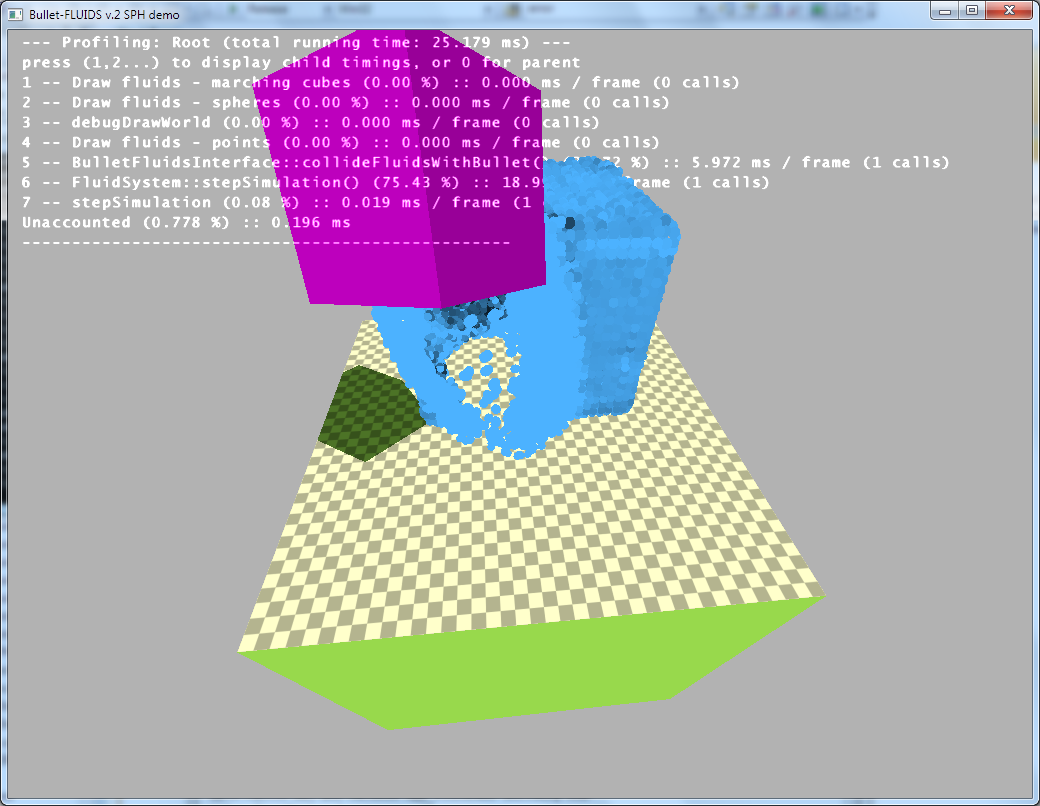 Bullet-FLUIDS v.2 SPH demo
--- Profiling: Root (total running time: 25.179 ms) ---
press (1,2...) to display child timings, or 0 for parent
1 -- Draw fluids - marching cubes (0.00 %) :: 0.000 ms / frame (0 calls)
2 -- Draw fluids - spheres (0.00 %) :: 0.000 ms / frame (0 calls)
3 -- debugDrawWorld (0.00 %) :: 0.000 ms / frame (0 calls)
4 -- Draw fluids - points (0.00 %) :: 0.000 ms / frame (0 calls)
5 -- BulletFluidsInterface::collideFluidsWithBullet() %) :: 5.972 ms / frame (1 calls)
6 -- FluidSystem::stepSimulation() (75.43 %) :: frame (1 calls)
7 -- stepSimulation (0.08 %) :: 0.019 ms / frame (1
Unaccounted (0.778 %) :: 0.196 ms
-------------------------------------------------